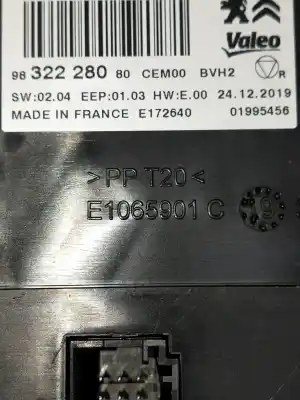 Valeo
98 322 280 80 CEM00 BVH2 R
SW:02.04 EEP:01.03 HW:E.00 24.12.2019
MADE IN FRANCE E172640 01995456
>PP T20<
E1065901 C